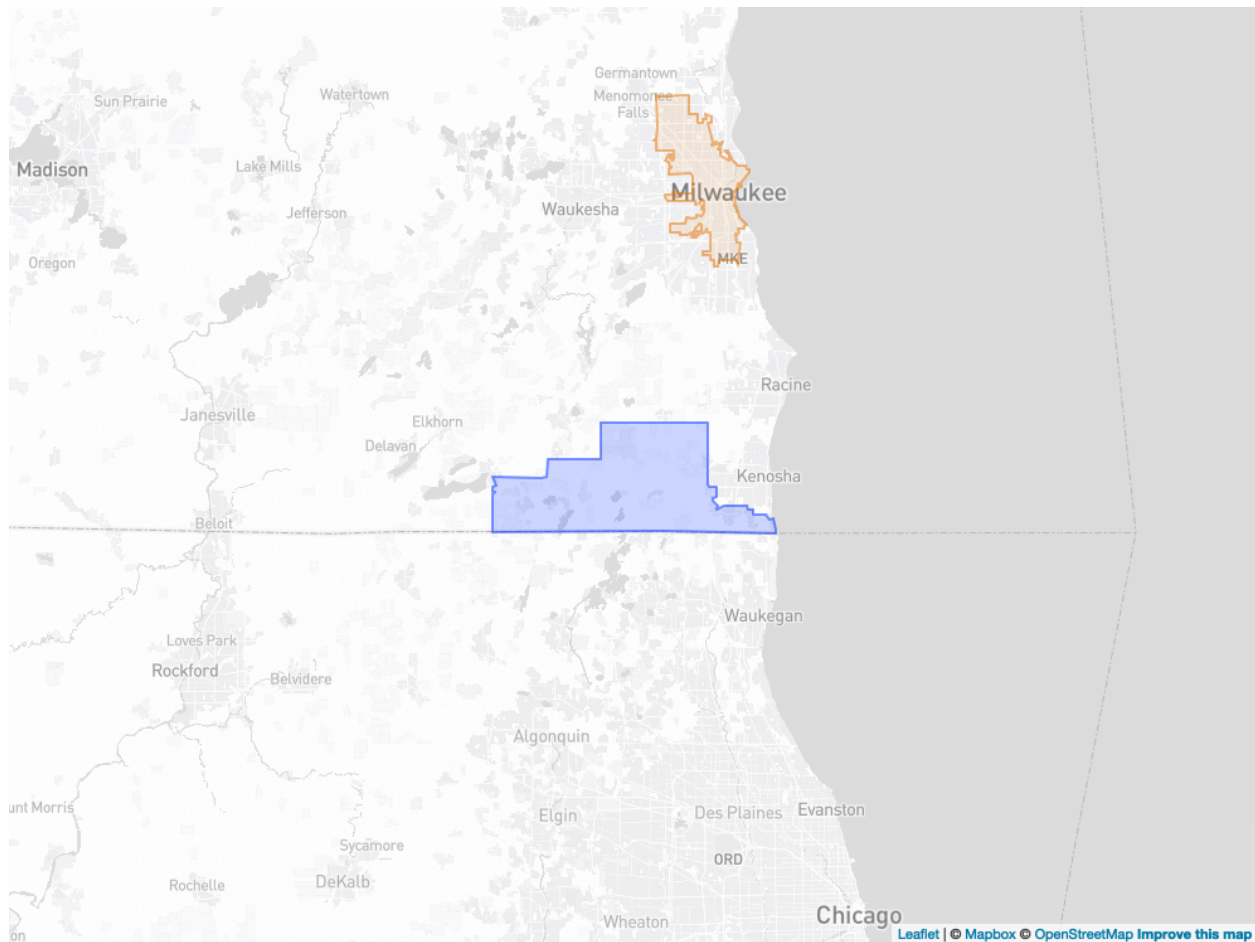 Germantown
Menomonee
Falls
Sun Prairie
Watertown
Madison
Lake Mills
Milwaukee
Jefferson
Waukesha
Oregon
MKE
Racine
Janesville
Elkhorn
Delavan
Kenosha
Beloit
Waukegan
Loves Park
Rockford
Belvidere
Algonquin
unt Morris
Elgin
Des Plaines
Evanston
Sycamore
ORD
Rochelle
DeKalb
Wheaton
Chicago
on
Leaflet | © Mapbox © OpenStreetMap Improve this map